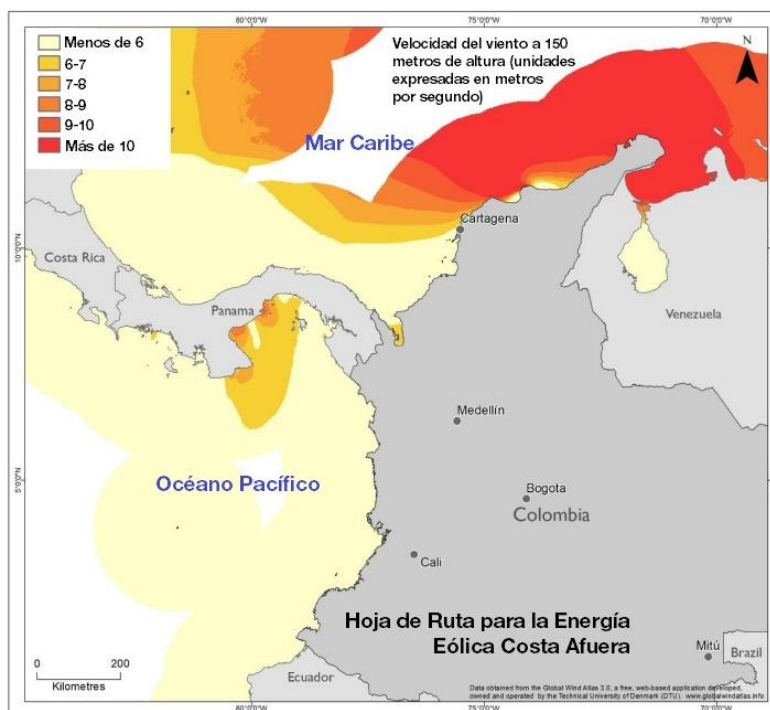 80°0'0"W
75°0'0"W
70°0'0"W
Menos de 6
6-7
7-8
8-9
9-10
Más de 10
Velocidad del viento a 150
metros de altura (unidades
expresadas en metros
por segundo)
N
Mar Caribe
Cartagena
10°0'0"N
Costa Rica
Panama
Venezuela
Medellín
Océano Pacífico
5°0'0"N
Bogota
Colombia
Cali
Hoja de Ruta para la Energía
Eólica Costa Afuera
Mitú
Brazil
0
200
Kilometres
Ecuador
Data obtained from the Global Wind Atlas 3.0, a free, web-based application developed,
owned and operated by the Technical University of Denmark (DTU). www.globalwindatlas.info
80°0'0"W
75°0'0"W
70°0'0"W